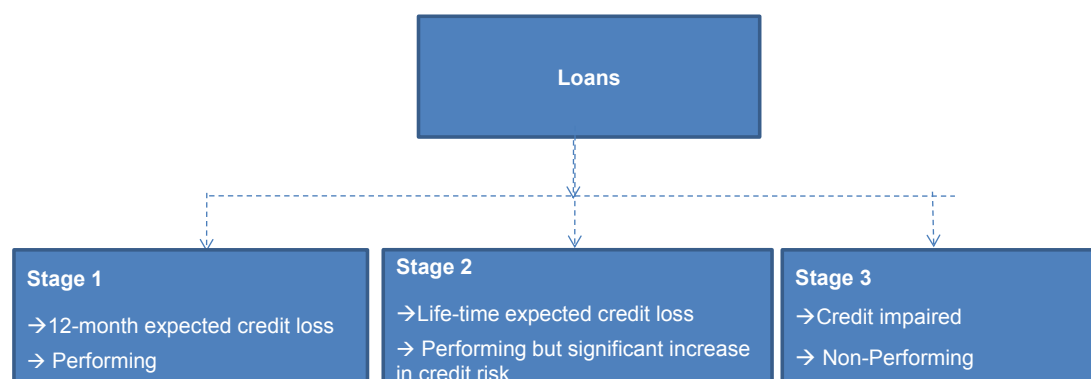 Loans
Stage 1
→12-month expected credit loss
→ Performing
Stage 2
→Life-time expected credit loss
→ Performing but significant increase
in credit risk
Stage 3
→Credit impaired
→ Non-Performing